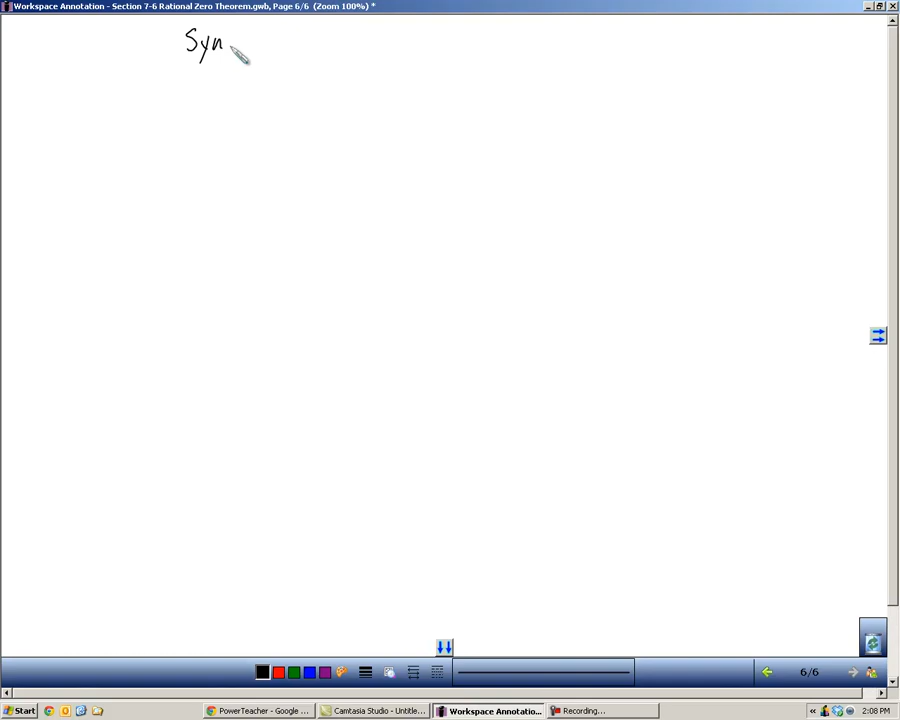 Workspace Annotation - Section 7-6 Rational Zero Theorem.gwb, Page 6/6 (Zoom 100%) *
Syn
6/6
Start
PowerTeacher - Google ...
Camtasia Studio - Untitle...
Workspace Annotatio...
Recording...
2:08 PM